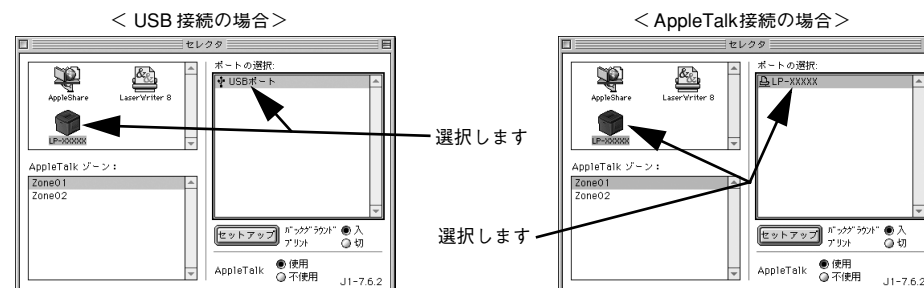 ＜ USB 接続の場合＞
セレクタ
AppleShare
LaserWriter 8
LP-XXXXX
AppleTalk ゾーン：
Zone01
Zone02
ポートの選択:
USBポート
セットアップ
バックグラウンド
プリント
入
切
AppleTalk
使用
不使用
J1-7.6.2
選択します
選択します
＜ AppleTalk接続の場合＞
セレクタ
AppleShare
LaserWriter 8
LP-XXXXX
AppleTalk ゾーン：
Zone01
Zone02
ポートの選択:
LP-XXXXX
セットアップ
バックグラウンド
プリント
入
切
AppleTalk
使用
不使用
J1-7.6.2